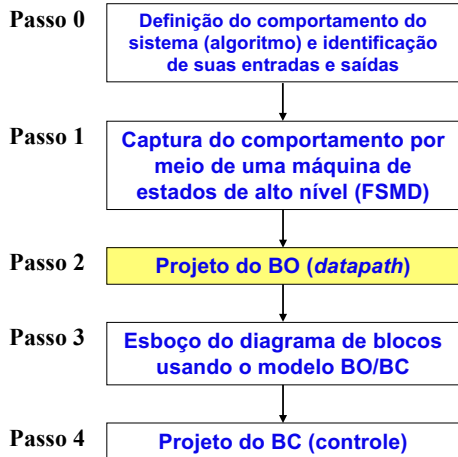 Passo 0
Definição do comportamento do
sistema (algoritmo) e identificação
de suas entradas e saídas
Passo 1
Captura do comportamento por
meio de uma máquina de
estados de alto nível (FSMD)
Passo 2
Projeto do BO (datapath)
Passo 3
Esboço do diagrama de blocos
usando o modelo BO/BC
Passo 4
Projeto do BC (controle)